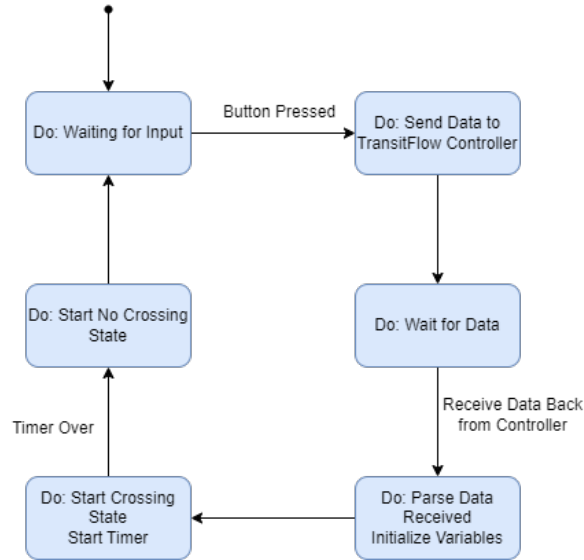 Button Pressed
Do: Waiting for Input
Do: Send Data to
TransitFlow Controller
Do: Start No Crossing
State
Do: Wait for Data
Timer Over
Receive Data Back
from Controller
Do: Start Crossing
State
Start Timer
Do: Parse Data
Received
Initialize Variables